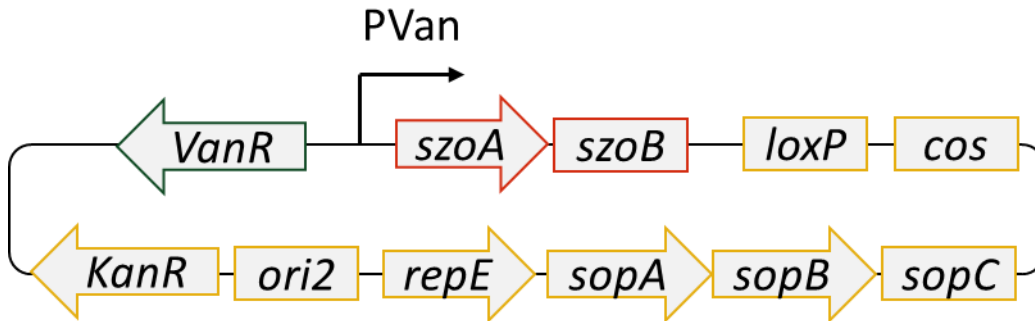 PVan
VanR szoA szoB loxP cos
KanR ori2 repE sopA sopB sopC